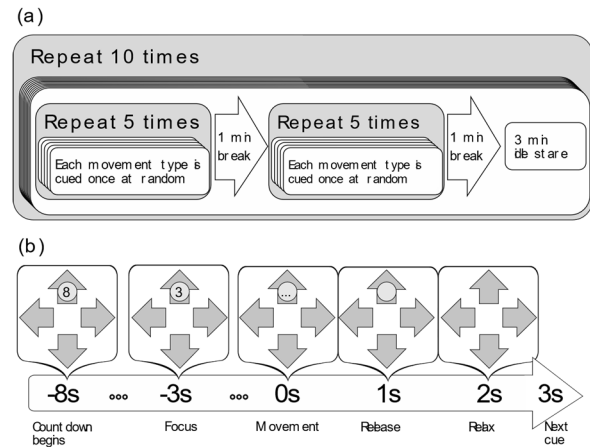 (a)
Repeat 10 times
Repeat 5 times
Each movement type is
cued once at random
1 min
break
Repeat 5 times
Each movement type is
cued once at random
1 min
break
3 min
idle stare
(b)
8
3
...
-8s
-3s
0s
1s
2s
3s
Count down
begins
Focus
Movement
Release
Relax
Next
cue